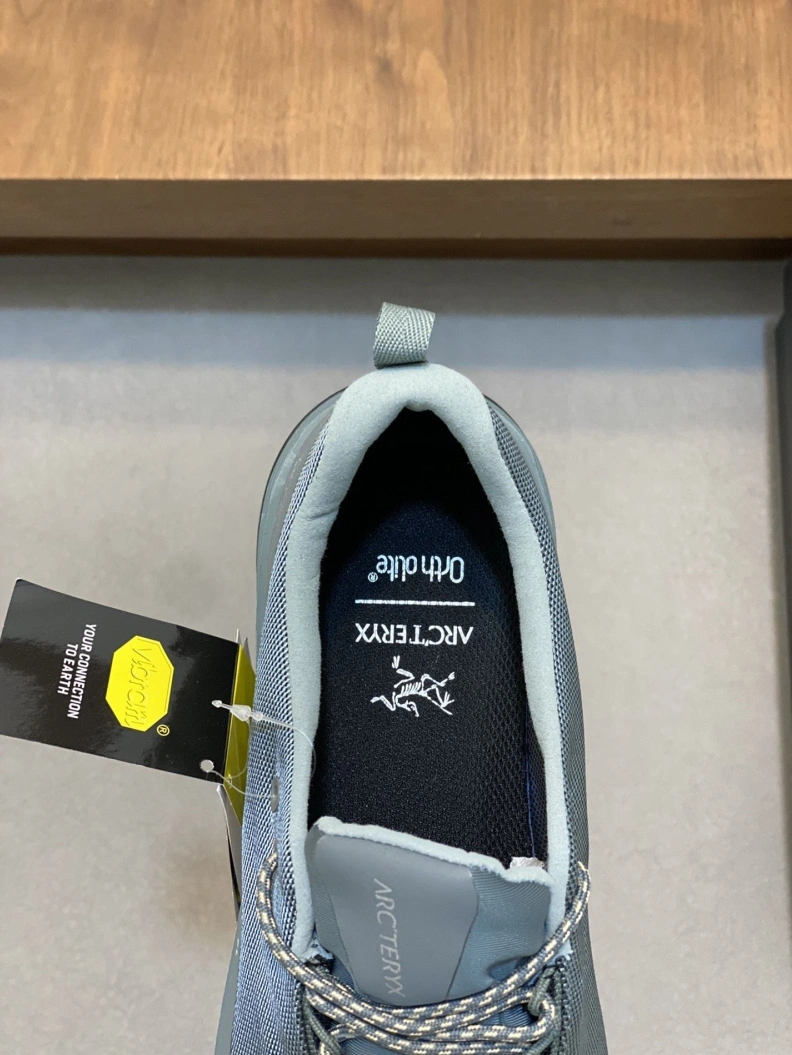 Ortholite®
ARC'TERYX
vibram®
YOUR CONNECTION
TO EARTH
ARC'TERYX